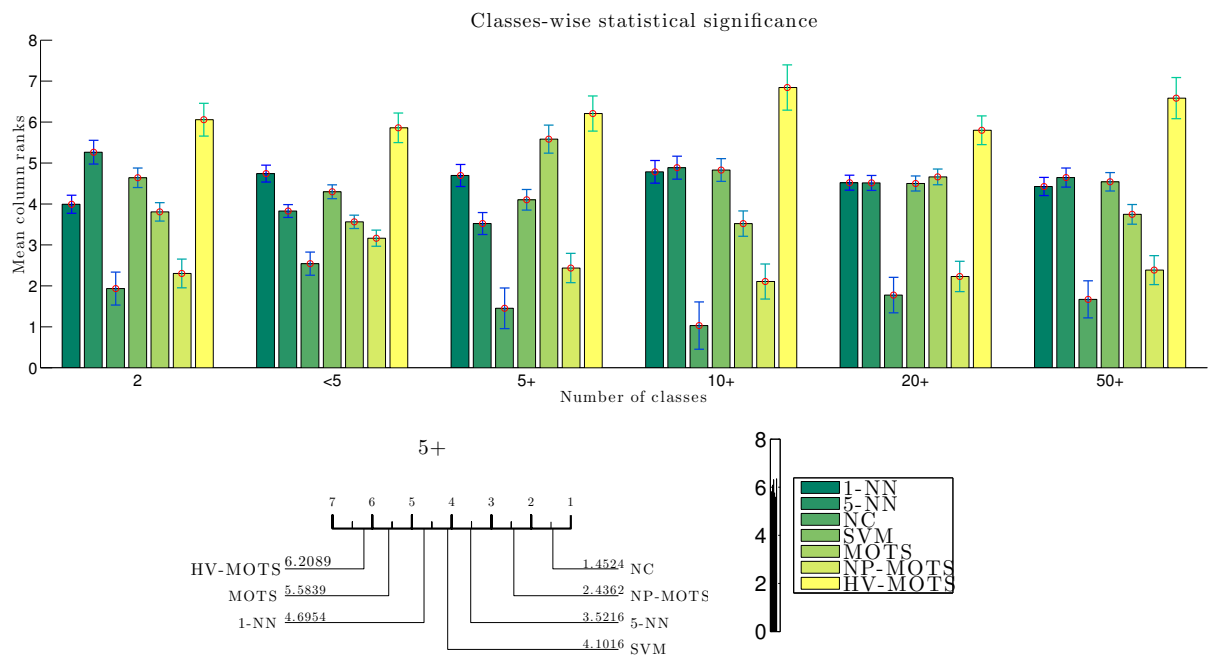 Classes-wise statistical significance
8
7
6
5
4
3
2
1
0
Mean column ranks
2 <5 5+ 10+ 20+ 50+
Number of classes
5+
7 6 5 4 3 2 1
HV-MOTS 6.2089
MOTS 5.5839
1-NN 4.6954
1.4524 NC
2.4362 NP-MOTS
3.5216 5-NN
4.1016 SVM
8
6
4
2
0
1-NN
5-NN
NC
SVM
MOTS
NP-MOTS
HV-MOTS